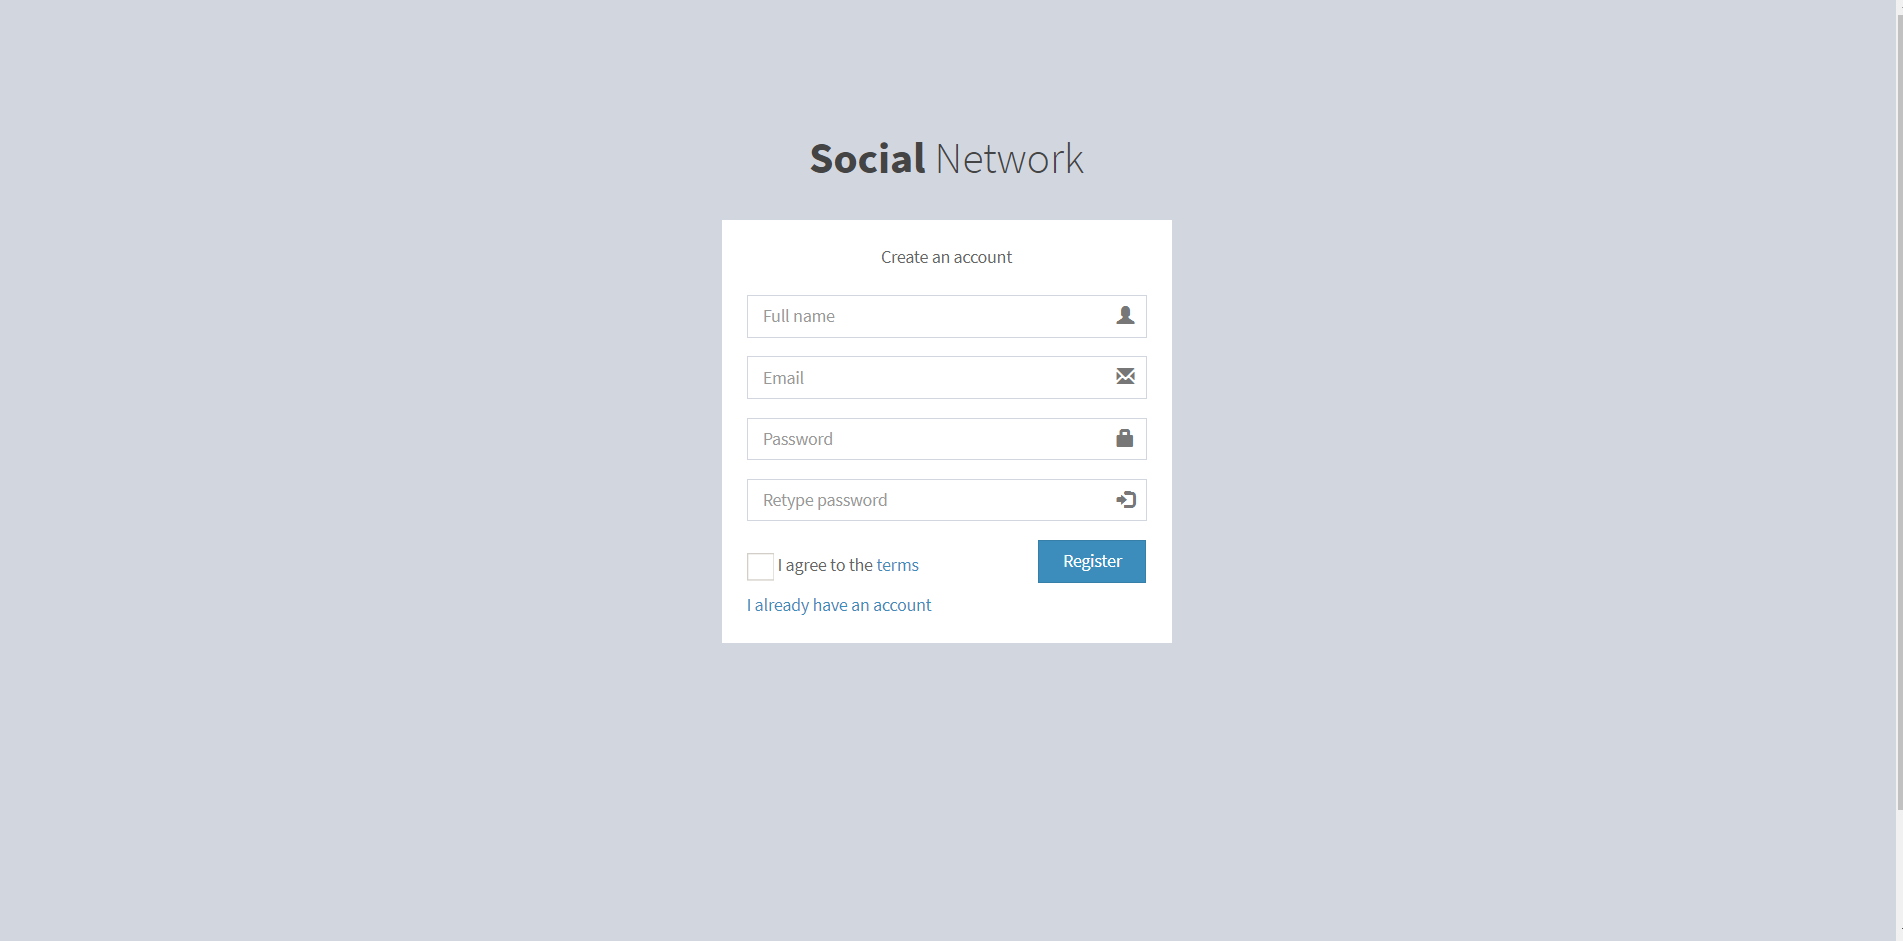 Social Network
Create an account
Full name
Email
Password
Retype password
I agree to the terms
Register
I already have an account